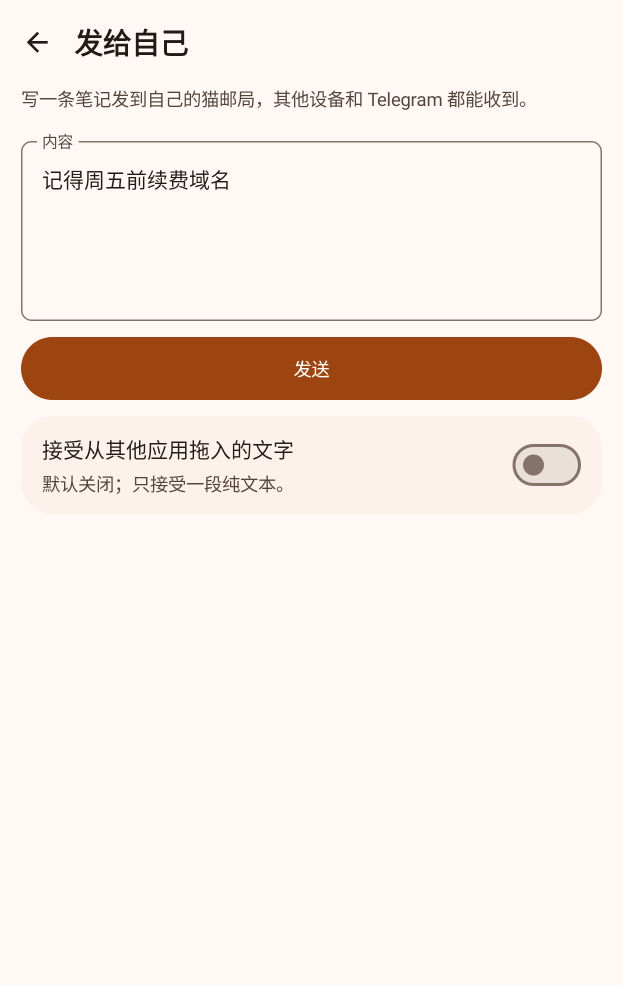 发给自己
写一条笔记发到自己的猫邮局，其他设备和 Telegram 都能收到。
内容
记得周五前续费域名
发送
接受从其他应用拖入的文字
默认关闭；只接受一段纯文本。